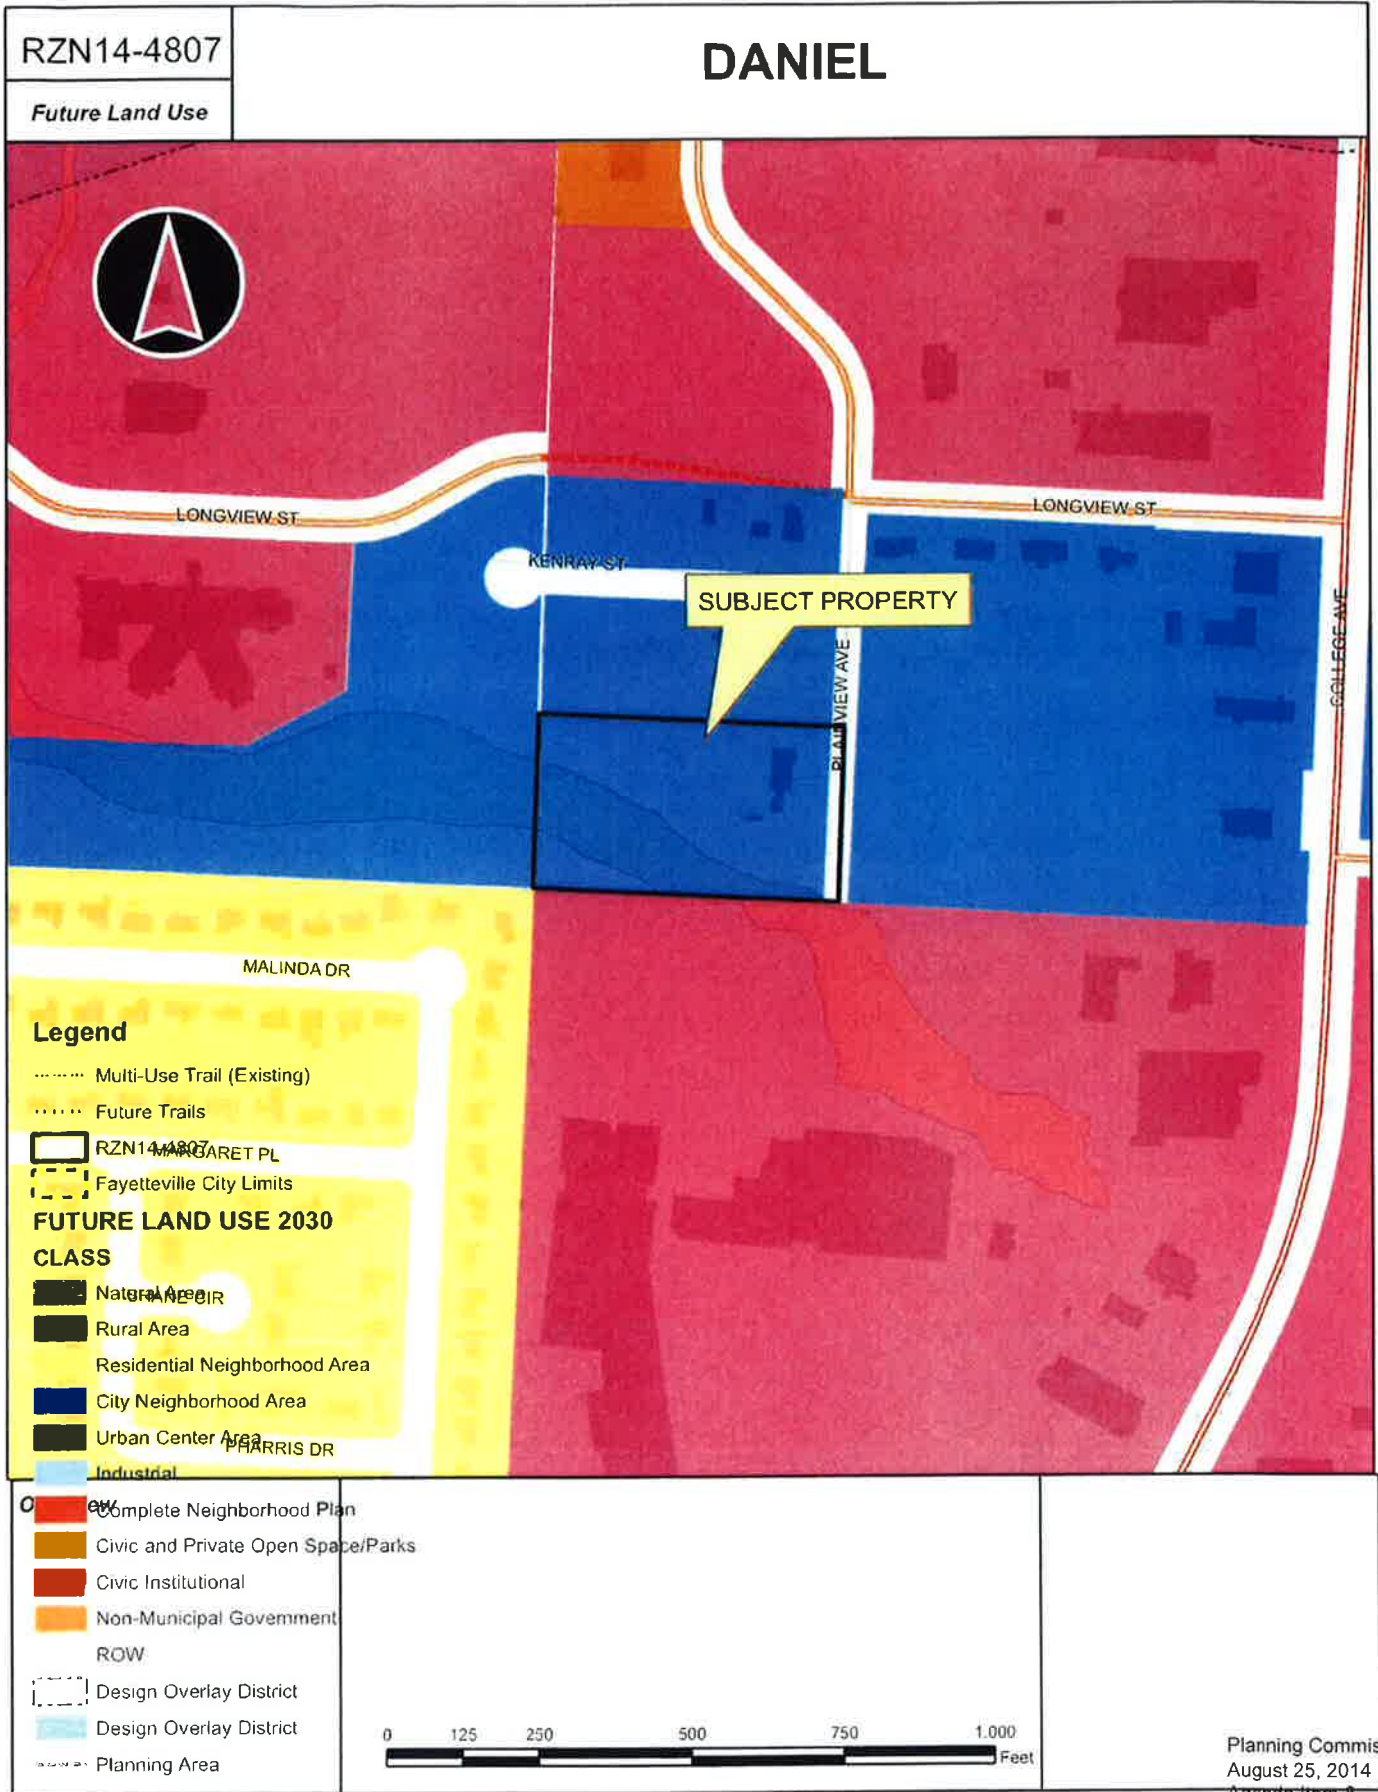 RZN14-4807
DANIEL
Future Land Use
LONGVIEW ST
LONGVIEW ST
KENRAY ST
SUBJECT PROPERTY
PLAINVIEW AVE
COLLEGE AVE
MALINDA DR
Legend
Multi-Use Trail (Existing)
Future Trails
RZN14-4807
MARGARET PL
Fayetteville City Limits
FUTURE LAND USE 2030
CLASS
Natural Area
SHANE CIR
Rural Area
Residential Neighborhood Area
City Neighborhood Area
Urban Center Area
PHARRIS DR
Industrial
Complete Neighborhood Plan
Civic and Private Open Space/Parks
Civic Institutional
Non-Municipal Government
ROW
Design Overlay District
Design Overlay District
Planning Area
0 125 250 500 750 1,000
Feet
Planning Commis
August 25, 2014